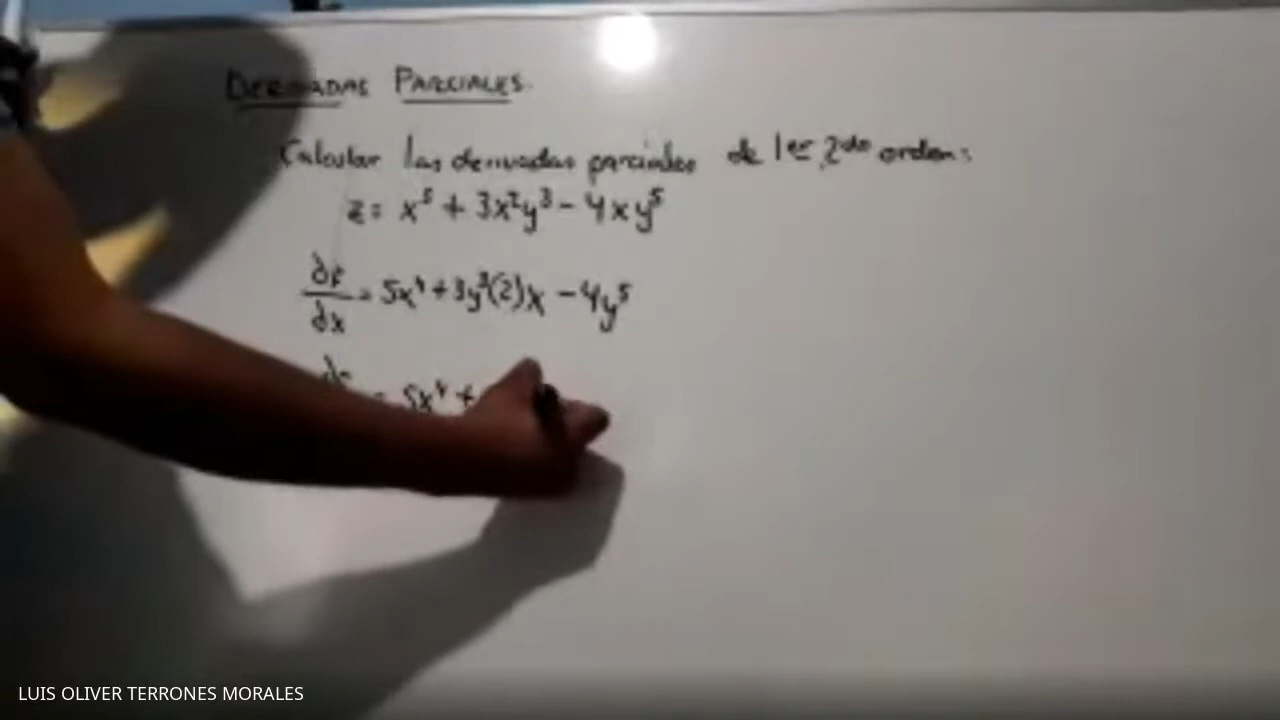 DERIVADAS PARCIALES.
Calcular las derivadas parciales de 1er 2do orden:
z = x⁵ + 3x²y³ - 4xy⁵
∂z/∂x = 5x⁴ + 3y³(2)x - 4y⁵
= 5x⁴ +
LUIS OLIVER TERRONES MORALES